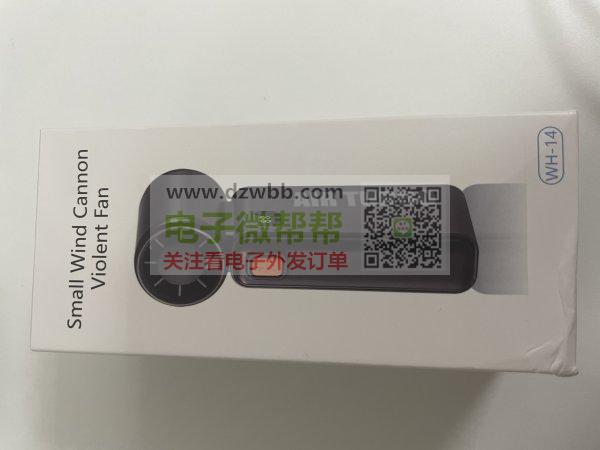 Small Wind Cannon
Violent Fan
WH-14
www.dzwbb.com
电子微帮帮
关注看电子外发订单